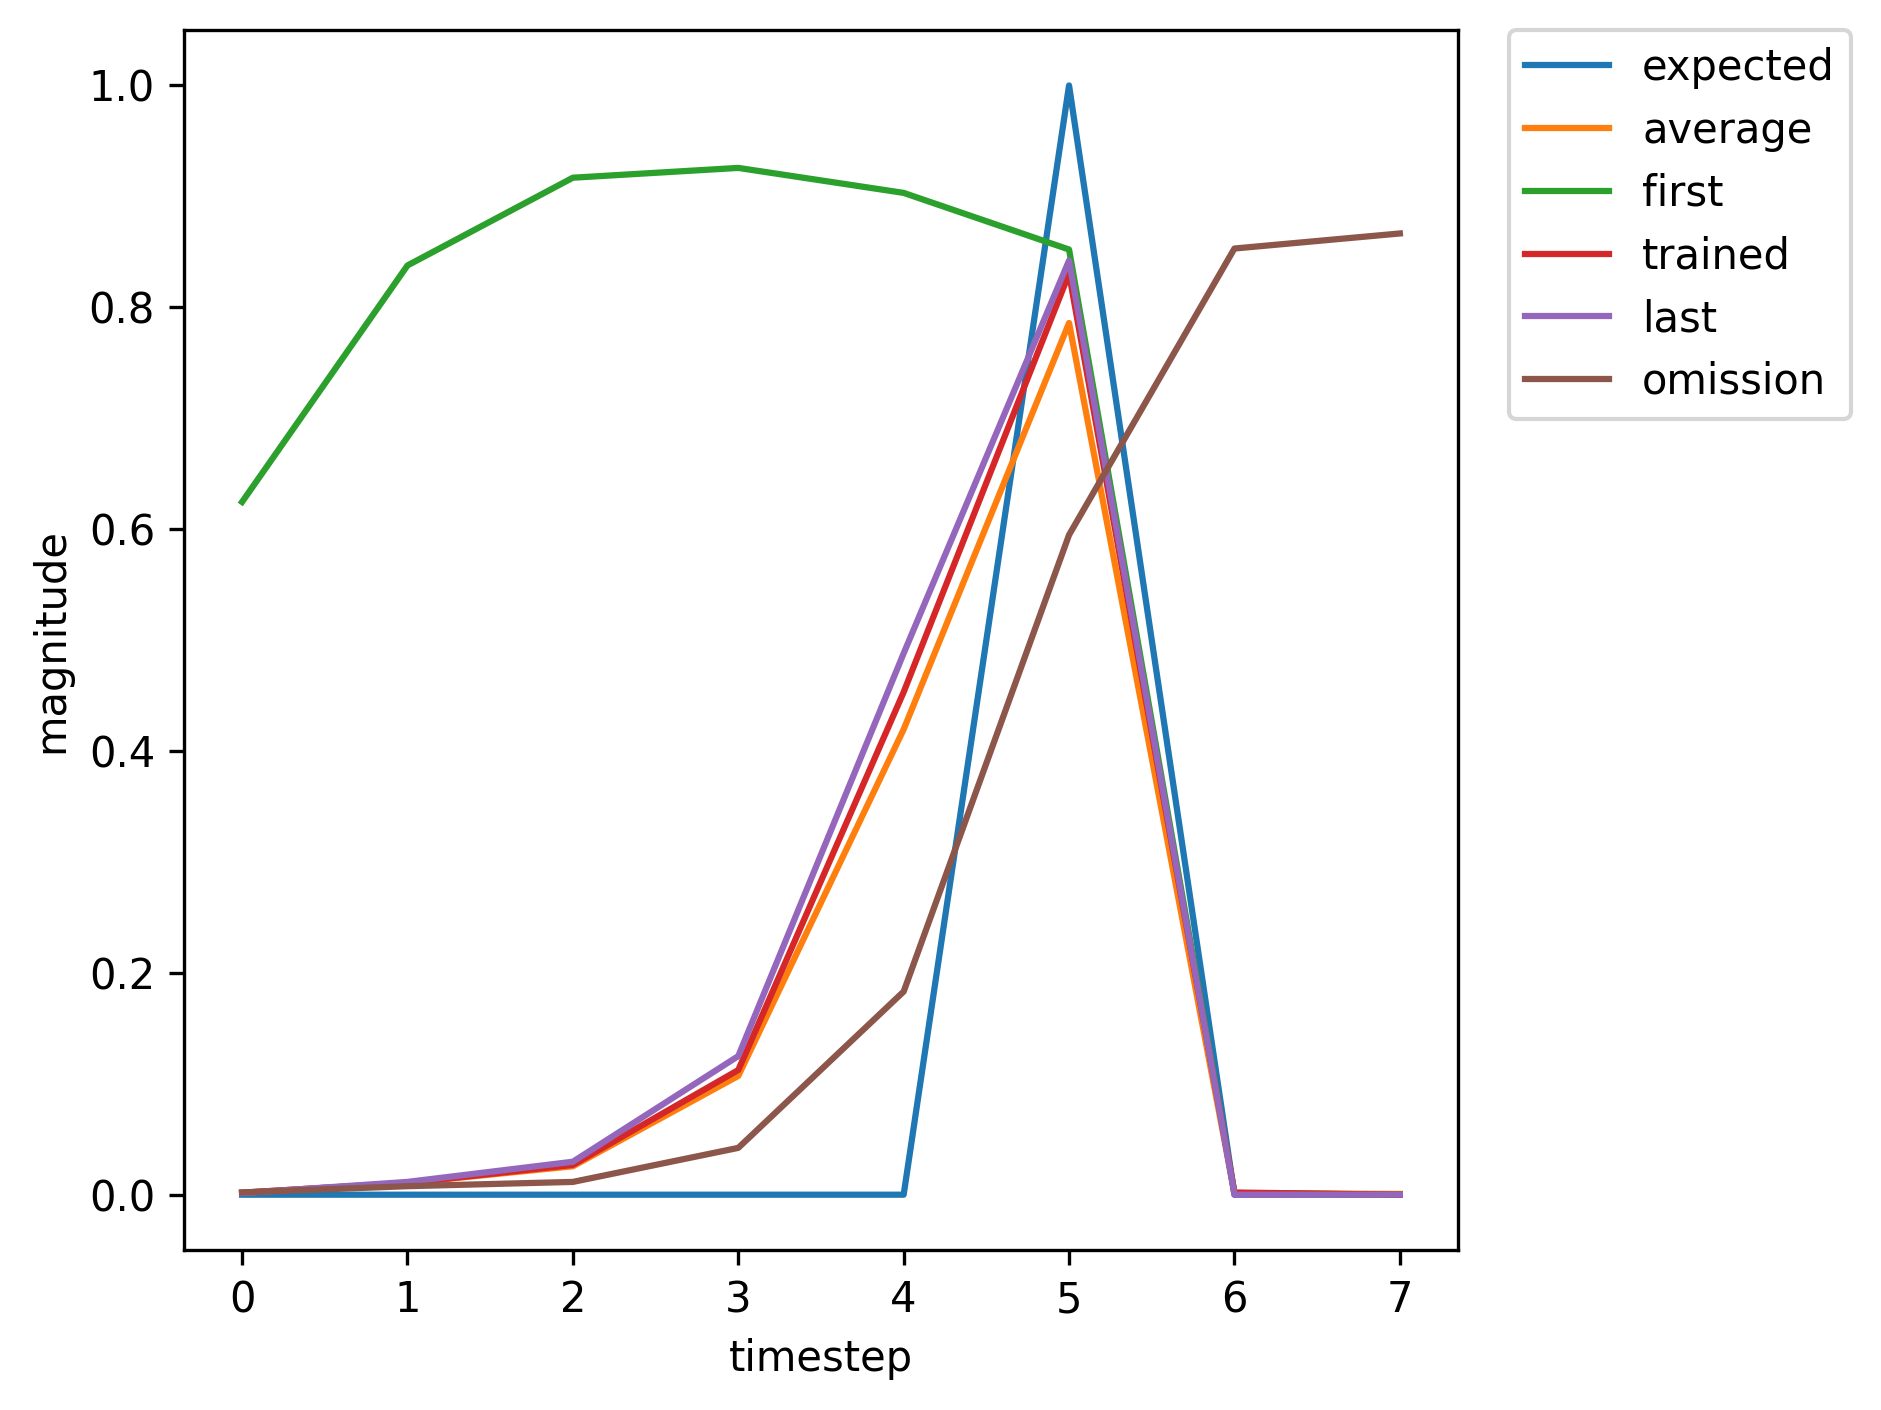 1.0
0.8
0.6
0.4
0.2
0.0
magnitude
0 1 2 3 4 5 6 7
timestep
expected
average
first
trained
last
omission